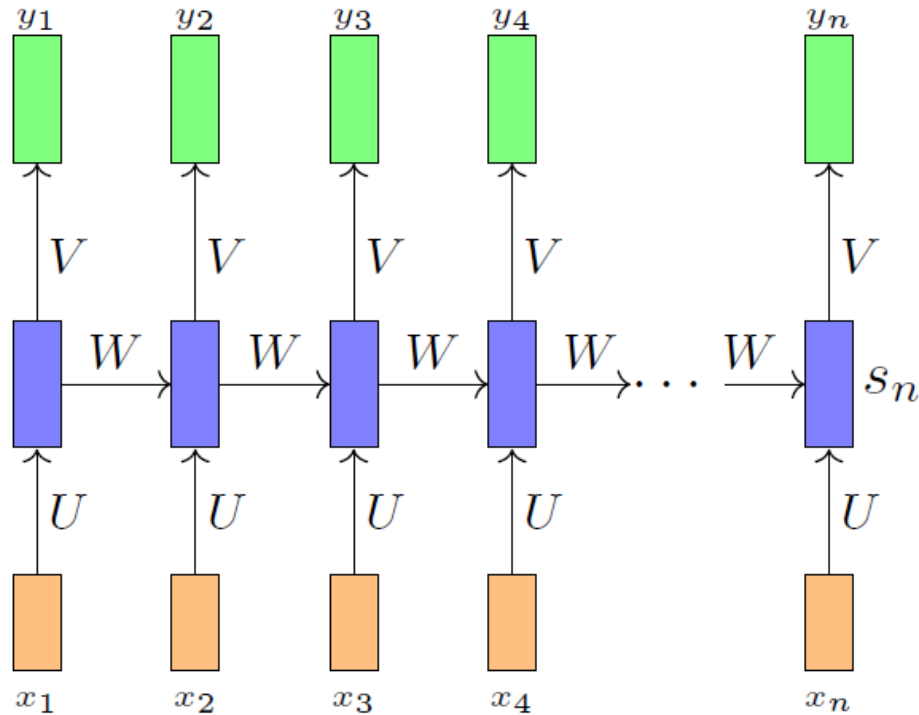 y₁ y₂ y₃ y₄ yₙ
V V V V V
W W W W · · · W sₙ
U U U U U
x₁ x₂ x₃ x₄ xₙ